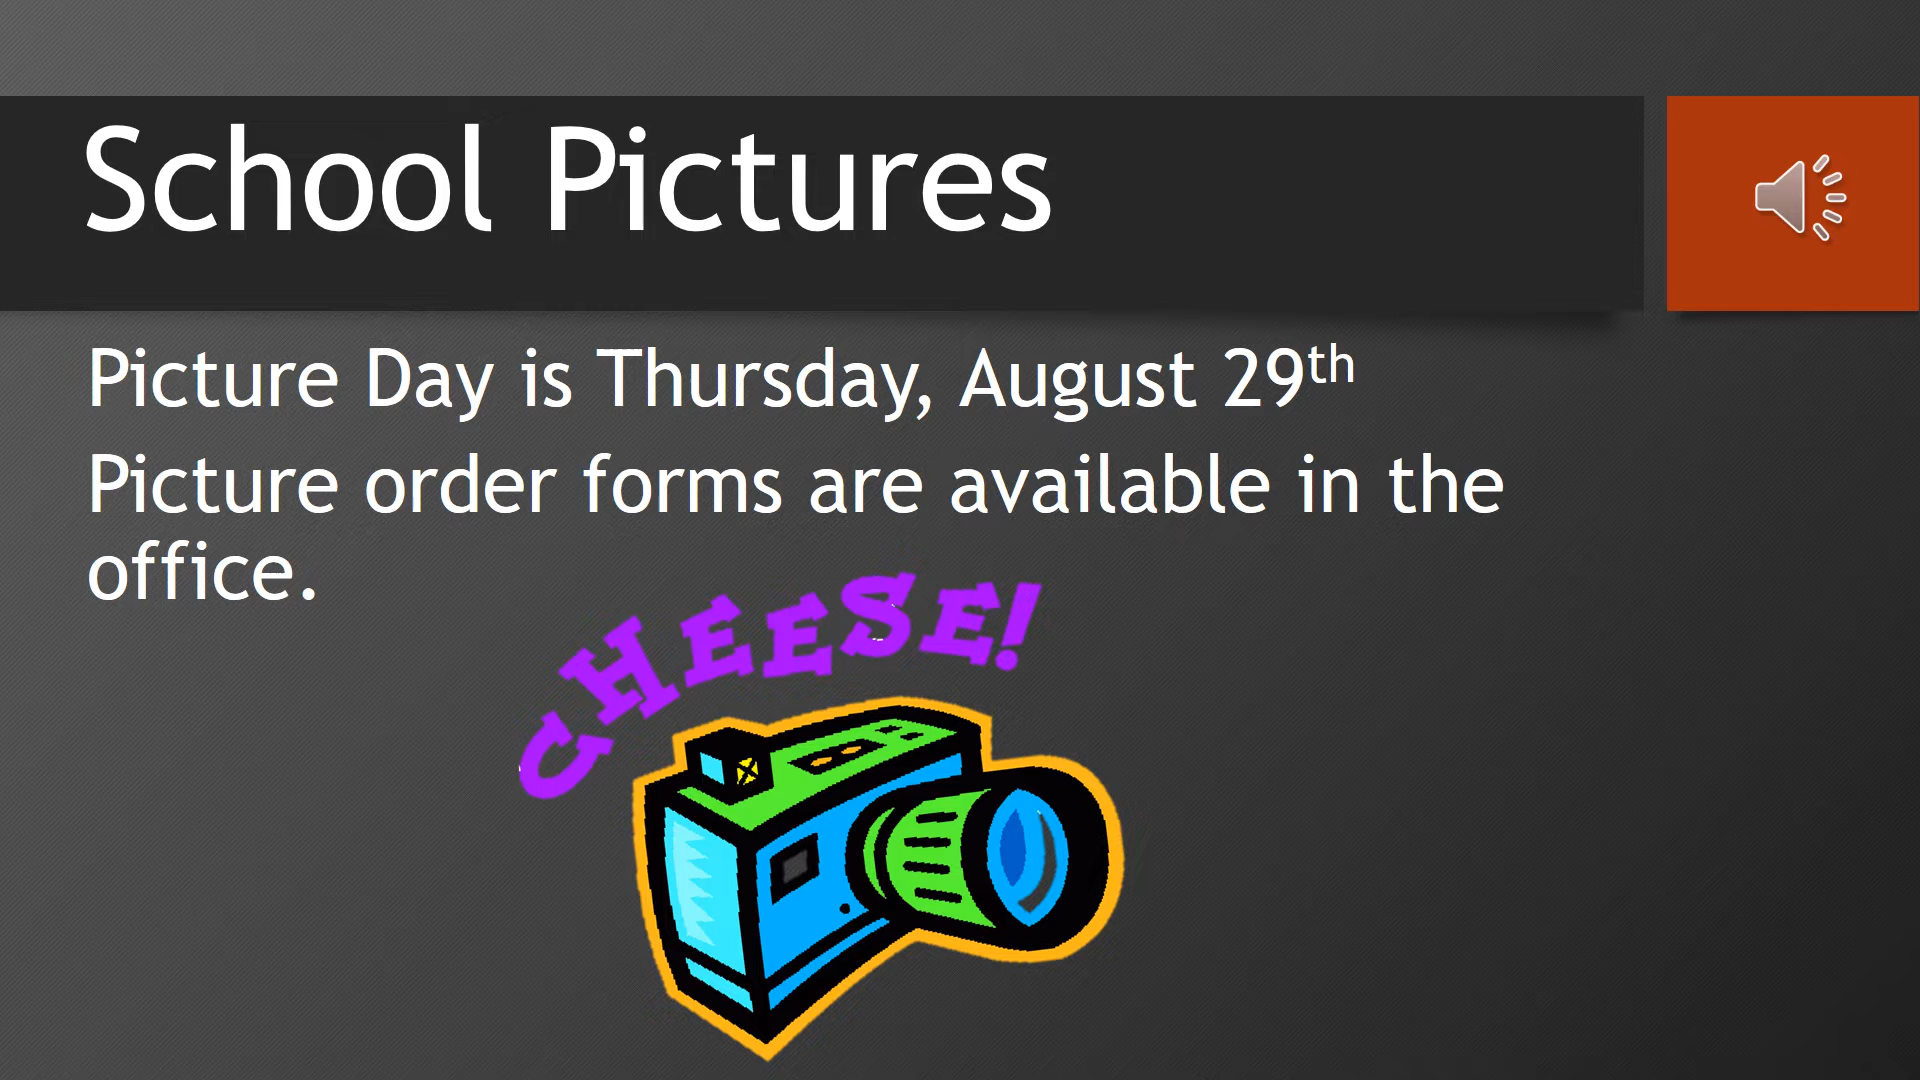 School Pictures
Picture Day is Thursday, August 29th
Picture order forms are available in the
office.
CHEESE!